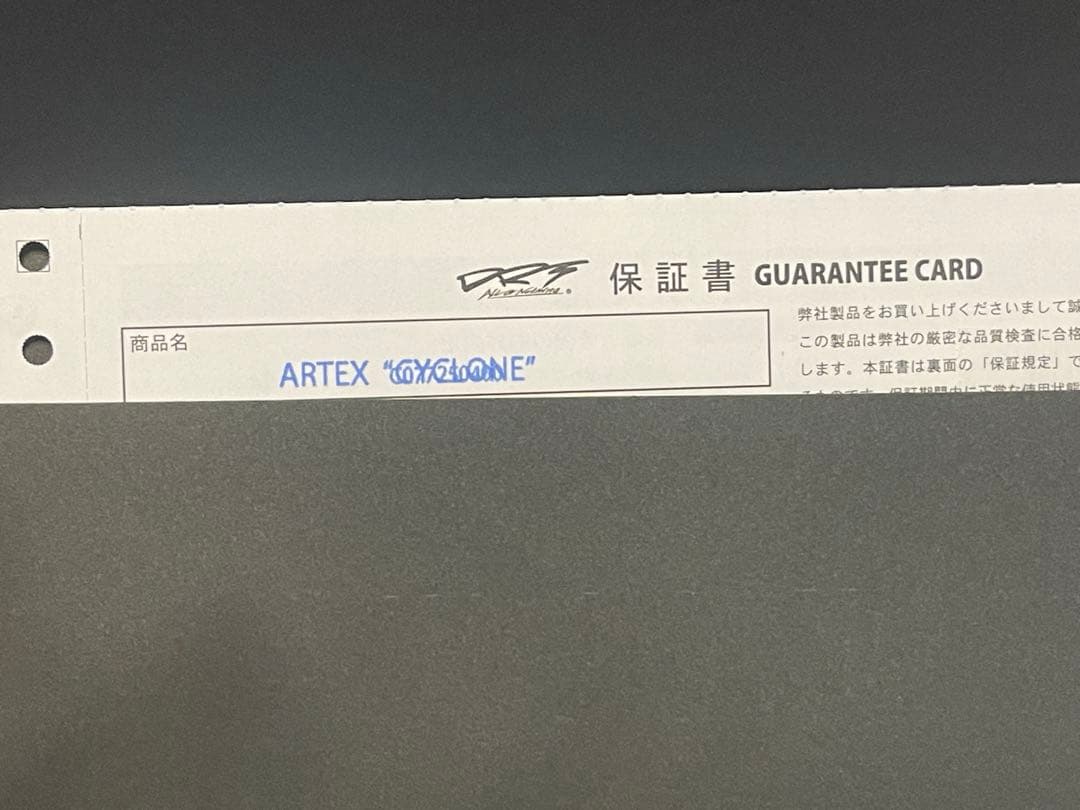 DRT 保証書 GUARANTEE CARD
商品名
ARTEX “CYCLONE”
弊社製品をお買い上げくださいまして誠
この製品は弊社の厳密な品質検査に合格
します。本証書は裏面の「保証規定」で